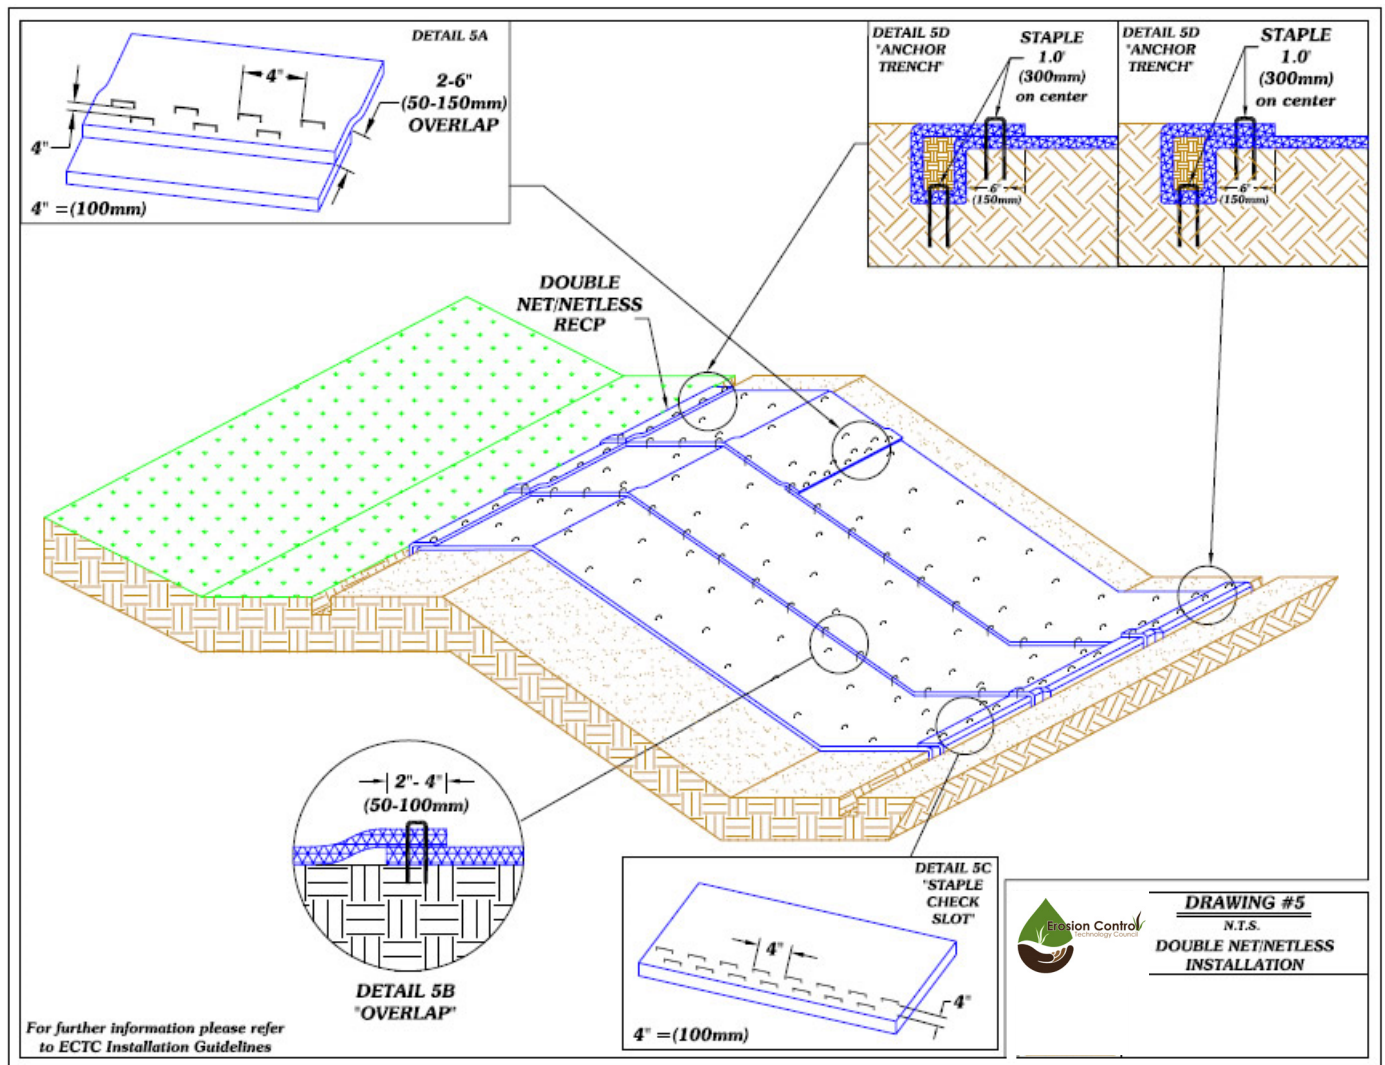 DETAIL 5A
4"
2-6"
(50-150mm)
OVERLAP
4"
4" =(100mm)
DETAIL 5D
"ANCHOR
TRENCH"
STAPLE
1.0'
(300mm)
on center
6"
(150mm)
DETAIL 5D
"ANCHOR
TRENCH"
STAPLE
1.0'
(300mm)
on center
6"
(150mm)
DOUBLE
NET/NETLESS
RECP
2"- 4"
(50-100mm)
DETAIL 5B
"OVERLAP"
DETAIL 5C
"STAPLE
CHECK
SLOT"
4"
4"
4" =(100mm)
Erosion Control
Technology Council
DRAWING #5
N.T.S.
DOUBLE NET/NETLESS
INSTALLATION
For further information please refer
to ECTC Installation Guidelines